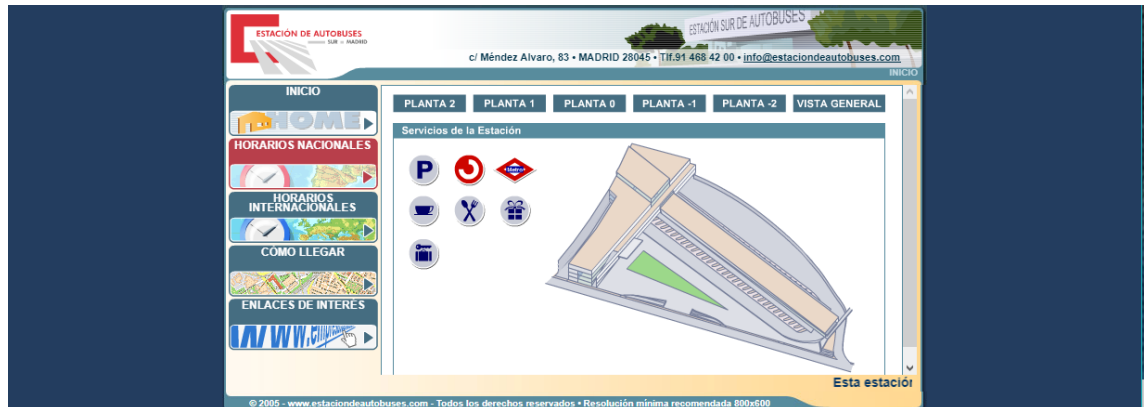 ESTACIÓN DE AUTOBUSES
SUR – MADRID
ESTACIÓN SUR DE AUTOBUSES
c/ Méndez Alvaro, 83 • MADRID 28045 • Tlf.91 468 42 00 • info@estaciondeautobuses.com
INICIO
INICIO
HOME
HORARIOS NACIONALES
HORARIOS
INTERNACIONALES
CÓMO LLEGAR
ENLACES DE INTERÉS
WWW.empresa
PLANTA 2 PLANTA 1 PLANTA 0 PLANTA -1 PLANTA -2 VISTA GENERAL
Servicios de la Estación
P
Metro
Esta estación
© 2005 - www.estaciondeautobuses.com - Todos los derechos reservados • Resolución mínima recomendada 800x600